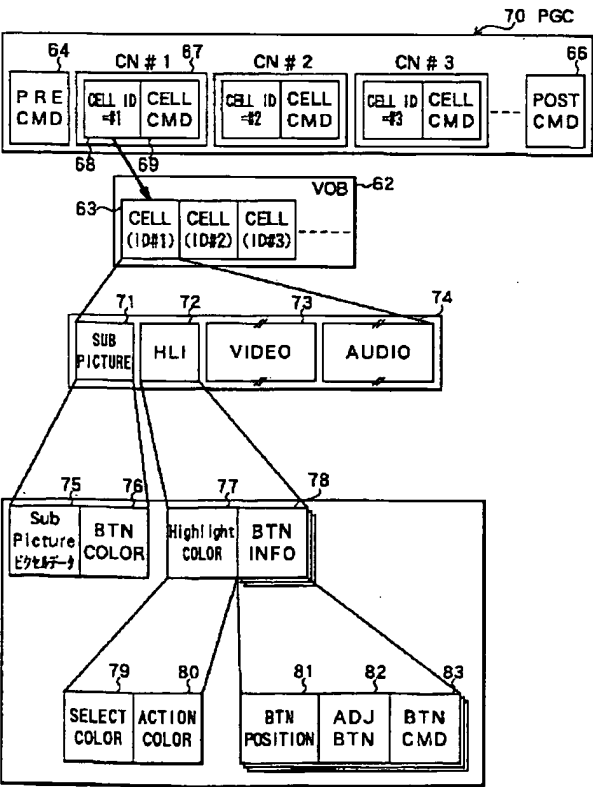 70 PGC
64
CN # 1
67
CN # 2
CN # 3
66
PRE
CMD
CELL ID
=#1
CELL
CMD
CELL ID
=#2
CELL
CMD
CELL ID
=#3
CELL
CMD
POST
CMD
68
69
VOB
62
63
CELL
(ID#1)
CELL
(ID#2)
CELL
(ID#3)
71
72
73
74
SUB
PICTURE
HLI
VIDEO
AUDIO
75
76
77
78
Sub
Picture
ピクセルデータ
BTN
COLOR
Highlight
COLOR
BTN
INFO
79
80
81
82
83
SELECT
COLOR
ACTION
COLOR
BTN
POSITION
ADJ
BTN
BTN
CMD